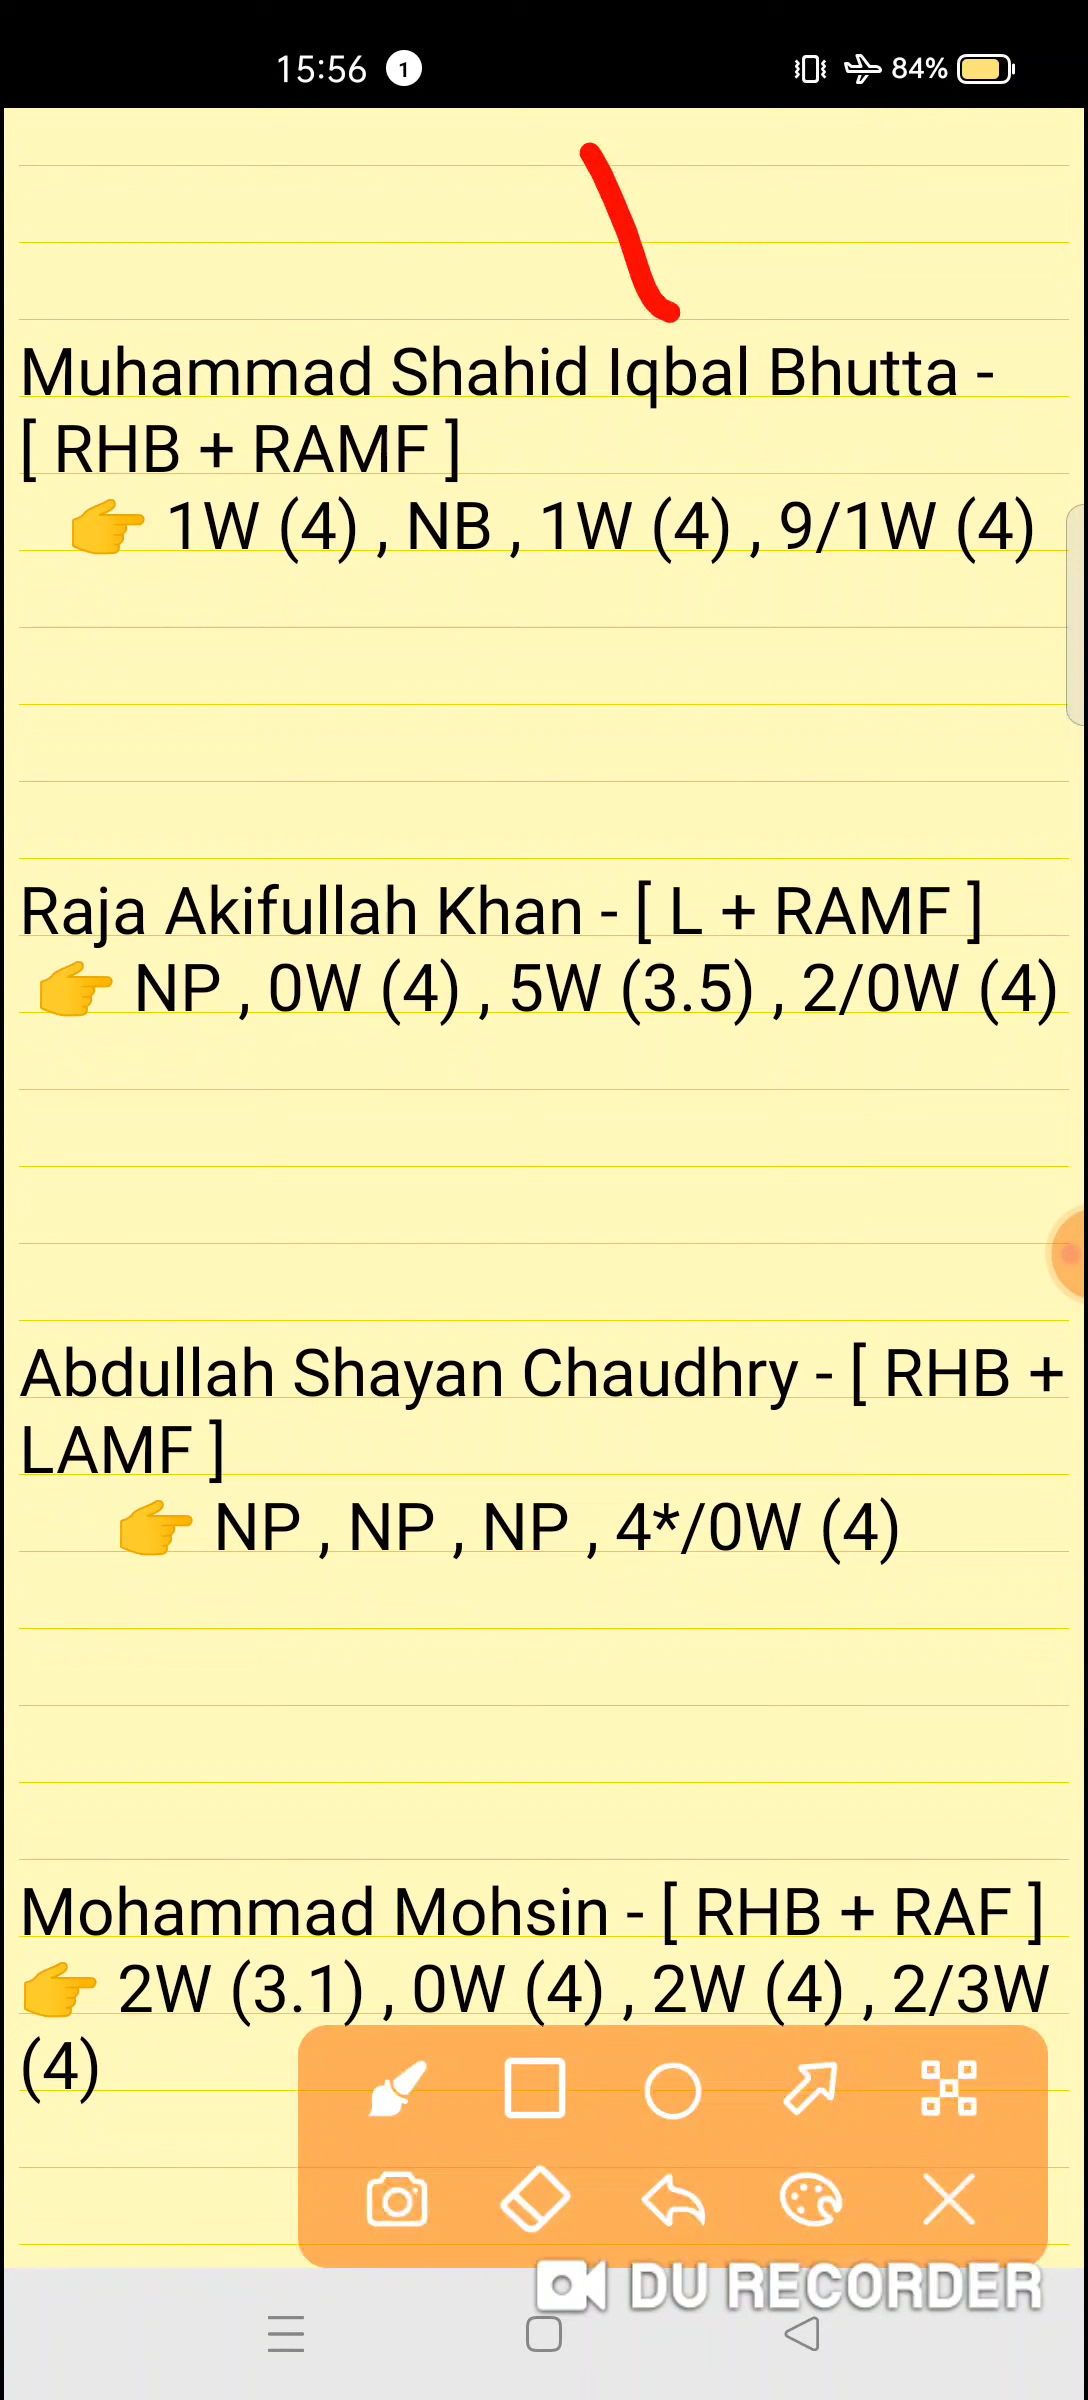 15:56 1 84%
Muhammad Shahid Iqbal Bhutta -
[ RHB + RAMF ]
👉 1W (4) , NB , 1W (4) , 9/1W (4)
Raja Akifullah Khan - [ L + RAMF ]
👉 NP , 0W (4) , 5W (3.5) , 2/0W (4)
Abdullah Shayan Chaudhry - [ RHB +
LAMF ]
👉 NP , NP , NP , 4*/0W (4)
Mohammad Mohsin - [ RHB + RAF ]
👉 2W (3.1) , 0W (4) , 2W (4) , 2/3W
(4)
DU RECORDER